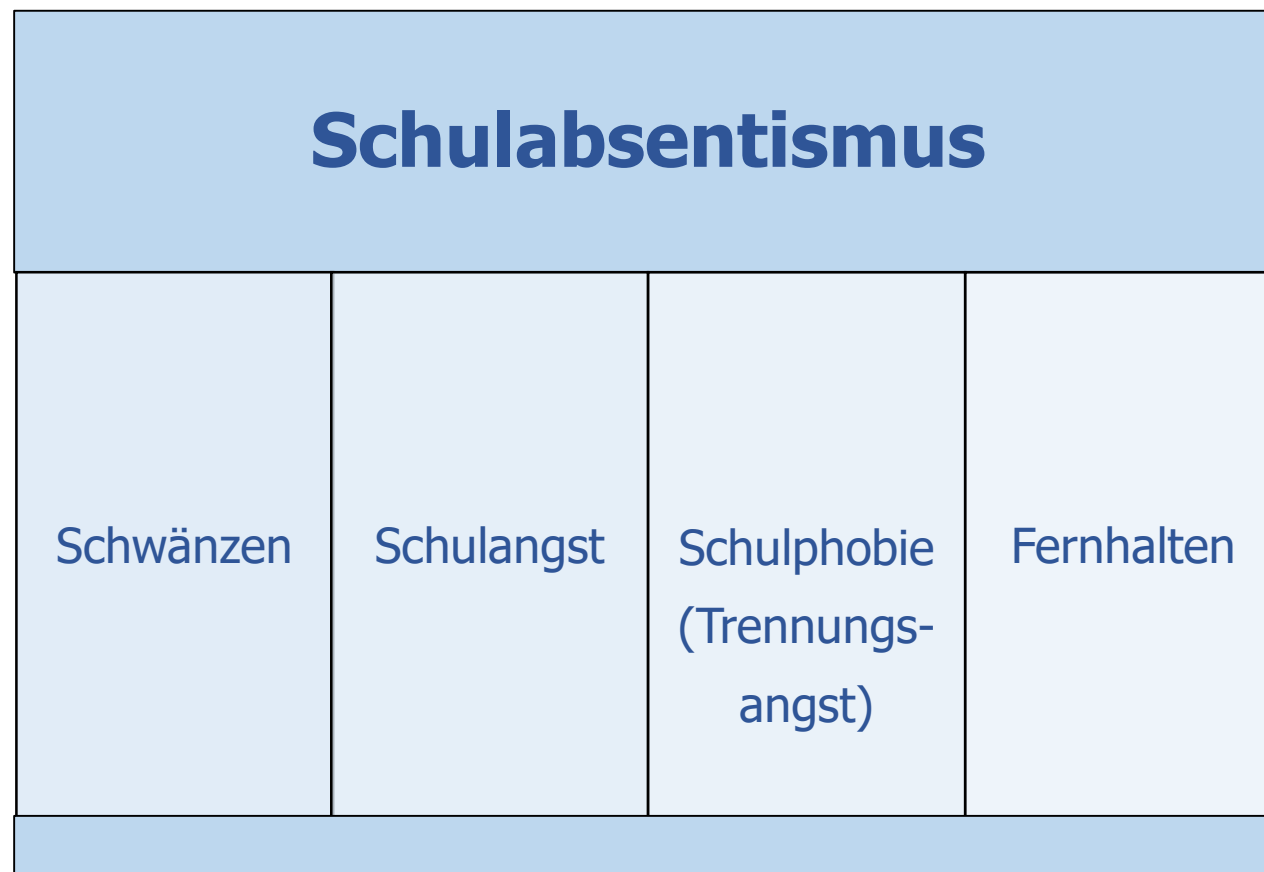 Schulabsentismus
Schwänzen
Schulangst
Schulphobie
(Trennungs-
angst)
Fernhalten